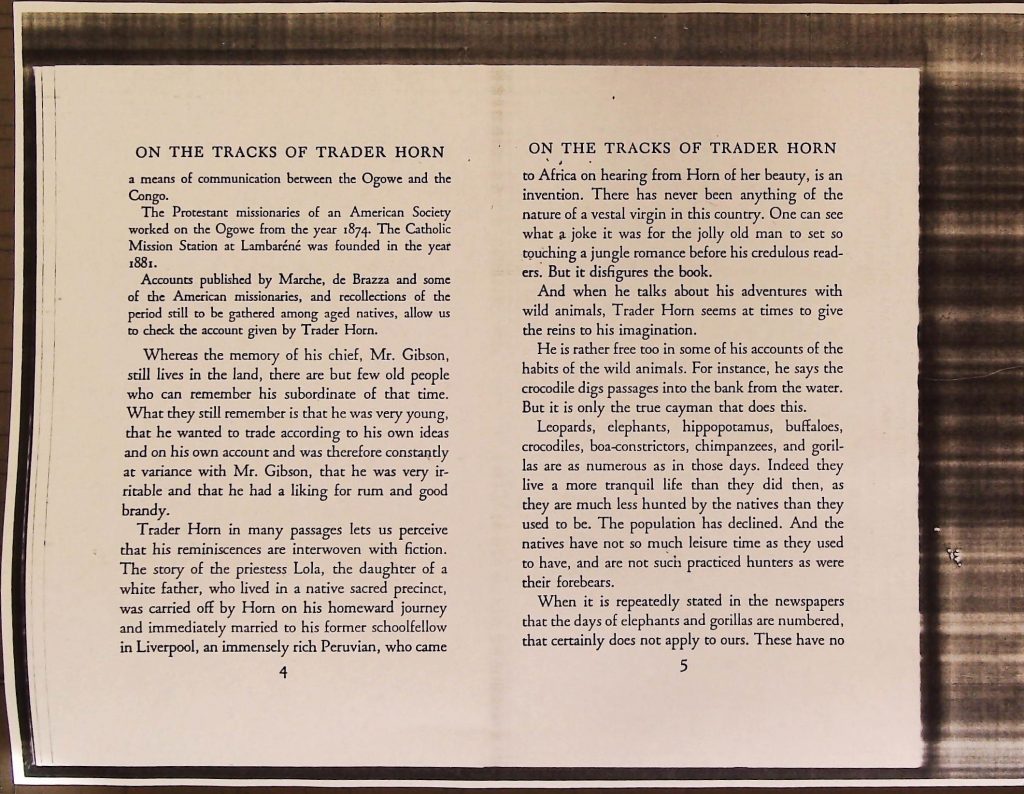 ON THE TRACKS OF TRADER HORN
a means of communication between the Ogowe and the
Congo.
The Protestant missionaries of an American Society
worked on the Ogowe from the year 1874. The Catholic
Mission Station at Lambaréné was founded in the year
1881.
Accounts published by Marche, de Brazza and some
of the American missionaries, and recollections of the
period still to be gathered among aged natives, allow us
to check the account given by Trader Horn.
Whereas the memory of his chief, Mr. Gibson,
still lives in the land, there are but few old people
who can remember his subordinate of that time.
What they still remember is that he was very young,
that he wanted to trade according to his own ideas
and on his own account and was therefore constantly
at variance with Mr. Gibson, that he was very ir-
ritable and that he had a liking for rum and good
brandy.
Trader Horn in many passages lets us perceive
that his reminiscences are interwoven with fiction.
The story of the priestess Lola, the daughter of a
white father, who lived in a native sacred precinct,
was carried off by Horn on his homeward journey
and immediately married to his former schoolfellow
in Liverpool, an immensely rich Peruvian, who came
4
ON THE TRACKS OF TRADER HORN
to Africa on hearing from Horn of her beauty, is an
invention. There has never been anything of the
nature of a vestal virgin in this country. One can see
what a joke it was for the jolly old man to set so
touching a jungle romance before his credulous read-
ers. But it disfigures the book.
And when he talks about his adventures with
wild animals, Trader Horn seems at times to give
the reins to his imagination.
He is rather free too in some of his accounts of the
habits of the wild animals. For instance, he says the
crocodile digs passages into the bank from the water.
But it is only the true cayman that does this.
Leopards, elephants, hippopotamus, buffaloes,
crocodiles, boa-constrictors, chimpanzees, and goril-
las are as numerous as in those days. Indeed they
live a more tranquil life than they did then, as
they are much less hunted by the natives than they
used to be. The population has declined. And the
natives have not so much leisure time as they used
to have, and are not such practiced hunters as were
their forebears.
When it is repeatedly stated in the newspapers
that the days of elephants and gorillas are numbered,
that certainly does not apply to ours. These have no
5